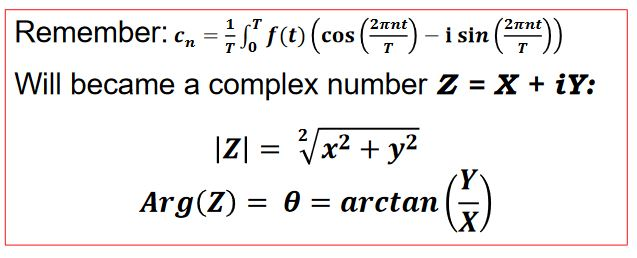 Remember: cₙ = 1/T ∫₀ᵀ f(t) (cos (2πnt/T) − i sin (2πnt/T))
Will became a complex number Z = X + iY:
|Z| = ²√(x² + y²)
Arg(Z) = θ = arctan (Y/X)